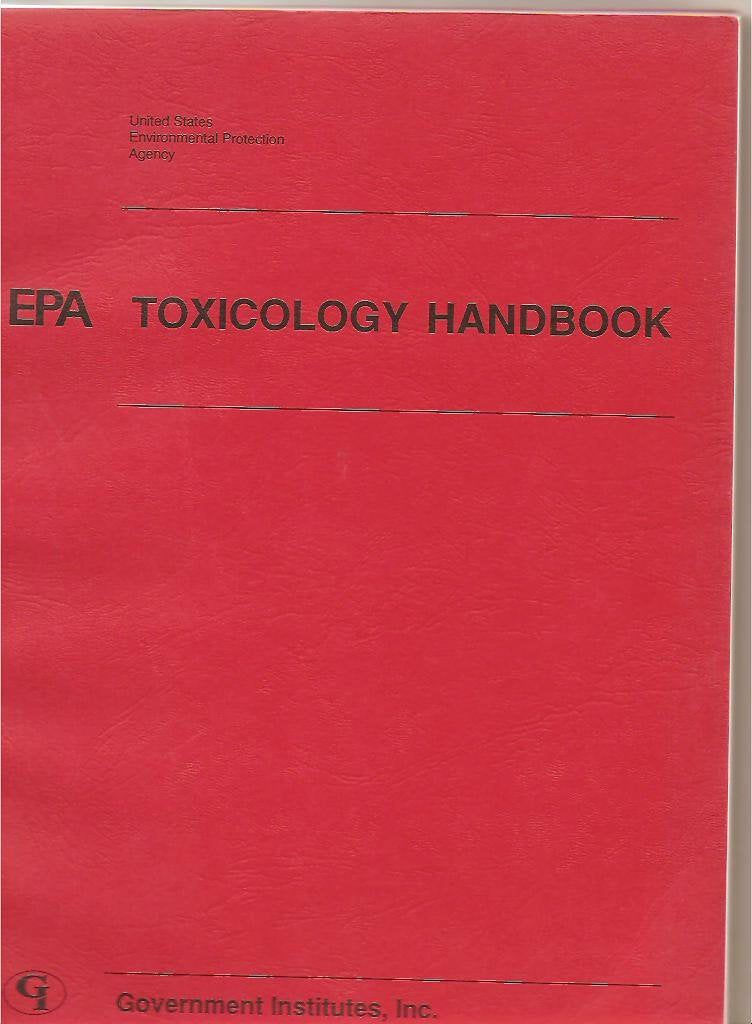 United States
Environmental Protection
Agency
EPA TOXICOLOGY HANDBOOK
GI
Government Institutes, Inc.